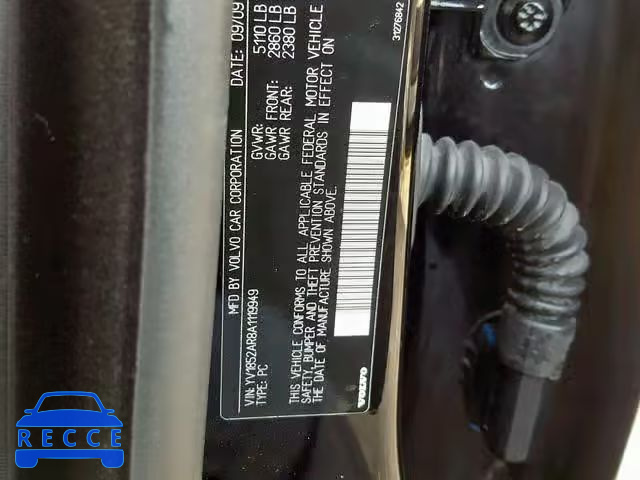 MFD BY VOLVO CAR CORPORATION DATE: 09/09
GVWR: 5110 LB
GAWR FRONT: 2860 LB
GAWR REAR: 2380 LB
THIS VEHICLE CONFORMS TO ALL APPLICABLE FEDERAL MOTOR VEHICLE
SAFETY, BUMPER AND THEFT PREVENTION STANDARDS IN EFFECT ON
THE DATE OF MANUFACTURE SHOWN ABOVE.
VIN: YV1852AR8A1119949
TYPE: PC
VOLVO
31276842
RECCE